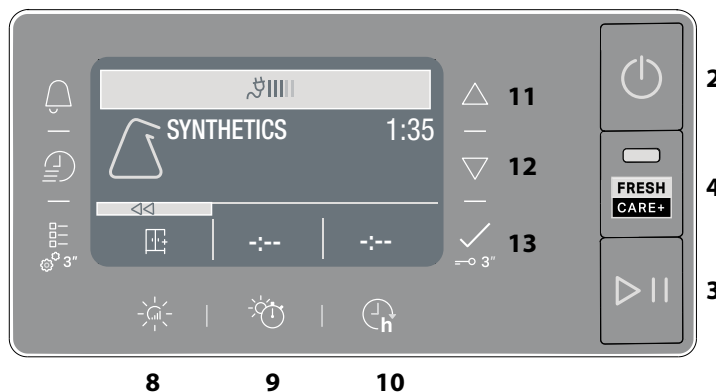 2
11
SYNTHETICS 1:35
12
FRESH
CARE+
4
-:-- -:--
13
3"
3"
3
h
8 9 10